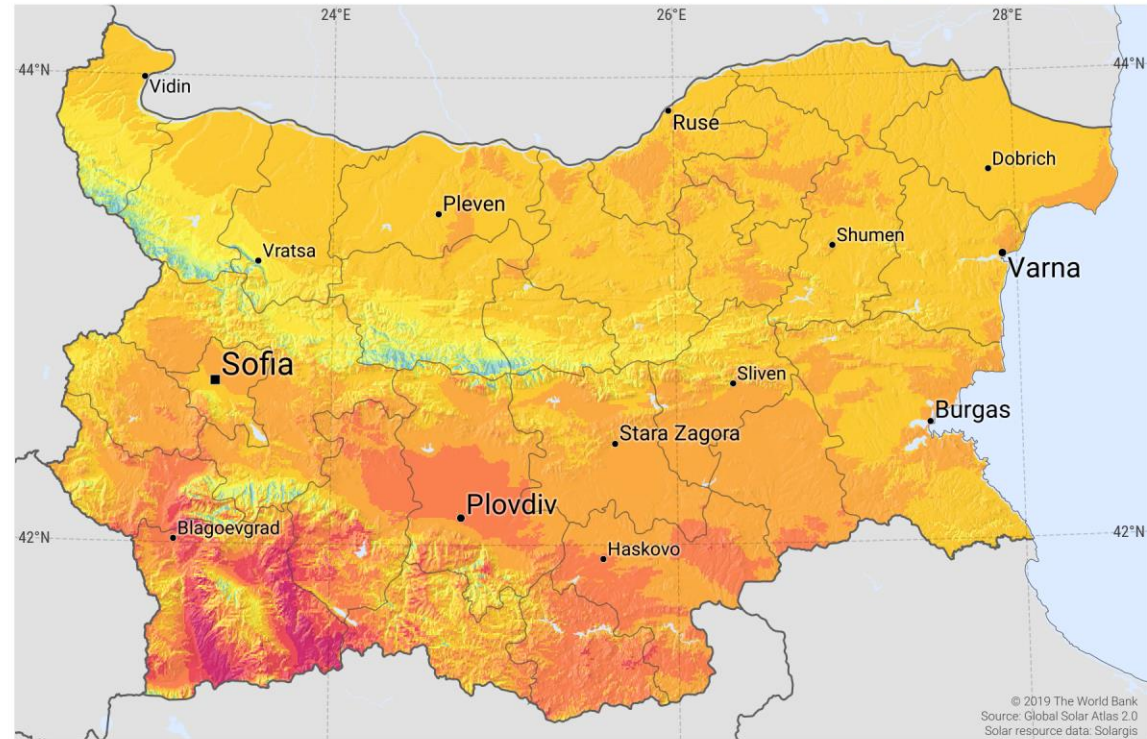 24°E
26°E
28°E
44°N
44°N
Vidin
Ruse
Dobrich
Pleven
Shumen
Vratsa
Varna
Sofia
Sliven
Burgas
Stara Zagora
Plovdiv
Blagoevgrad
42°N
42°N
Haskovo
© 2019 The World Bank
Source: Global Solar Atlas 2.0
Solar resource data: Solargis